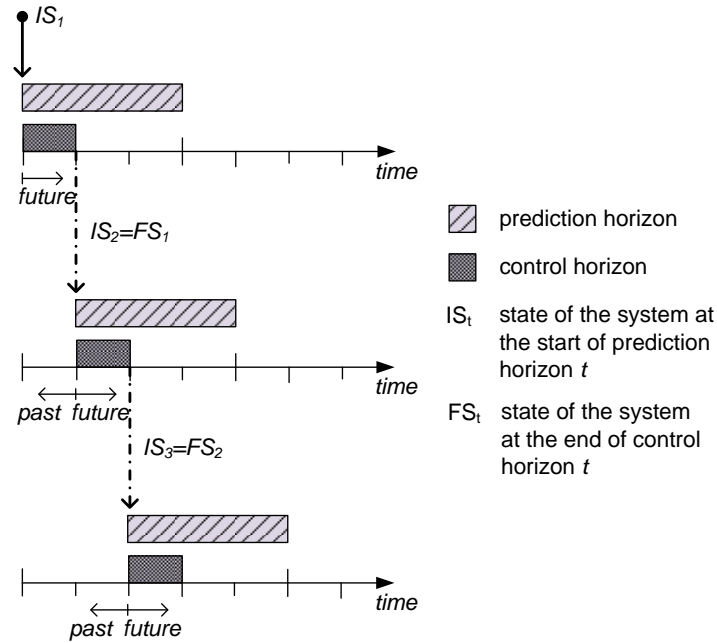 IS₁
time
future
IS₂=FS₁
prediction horizon
control horizon
ISₜ state of the system at
the start of prediction
horizon t
FSₜ state of the system
at the end of control
horizon t
time
past future
IS₃=FS₂
time
past future